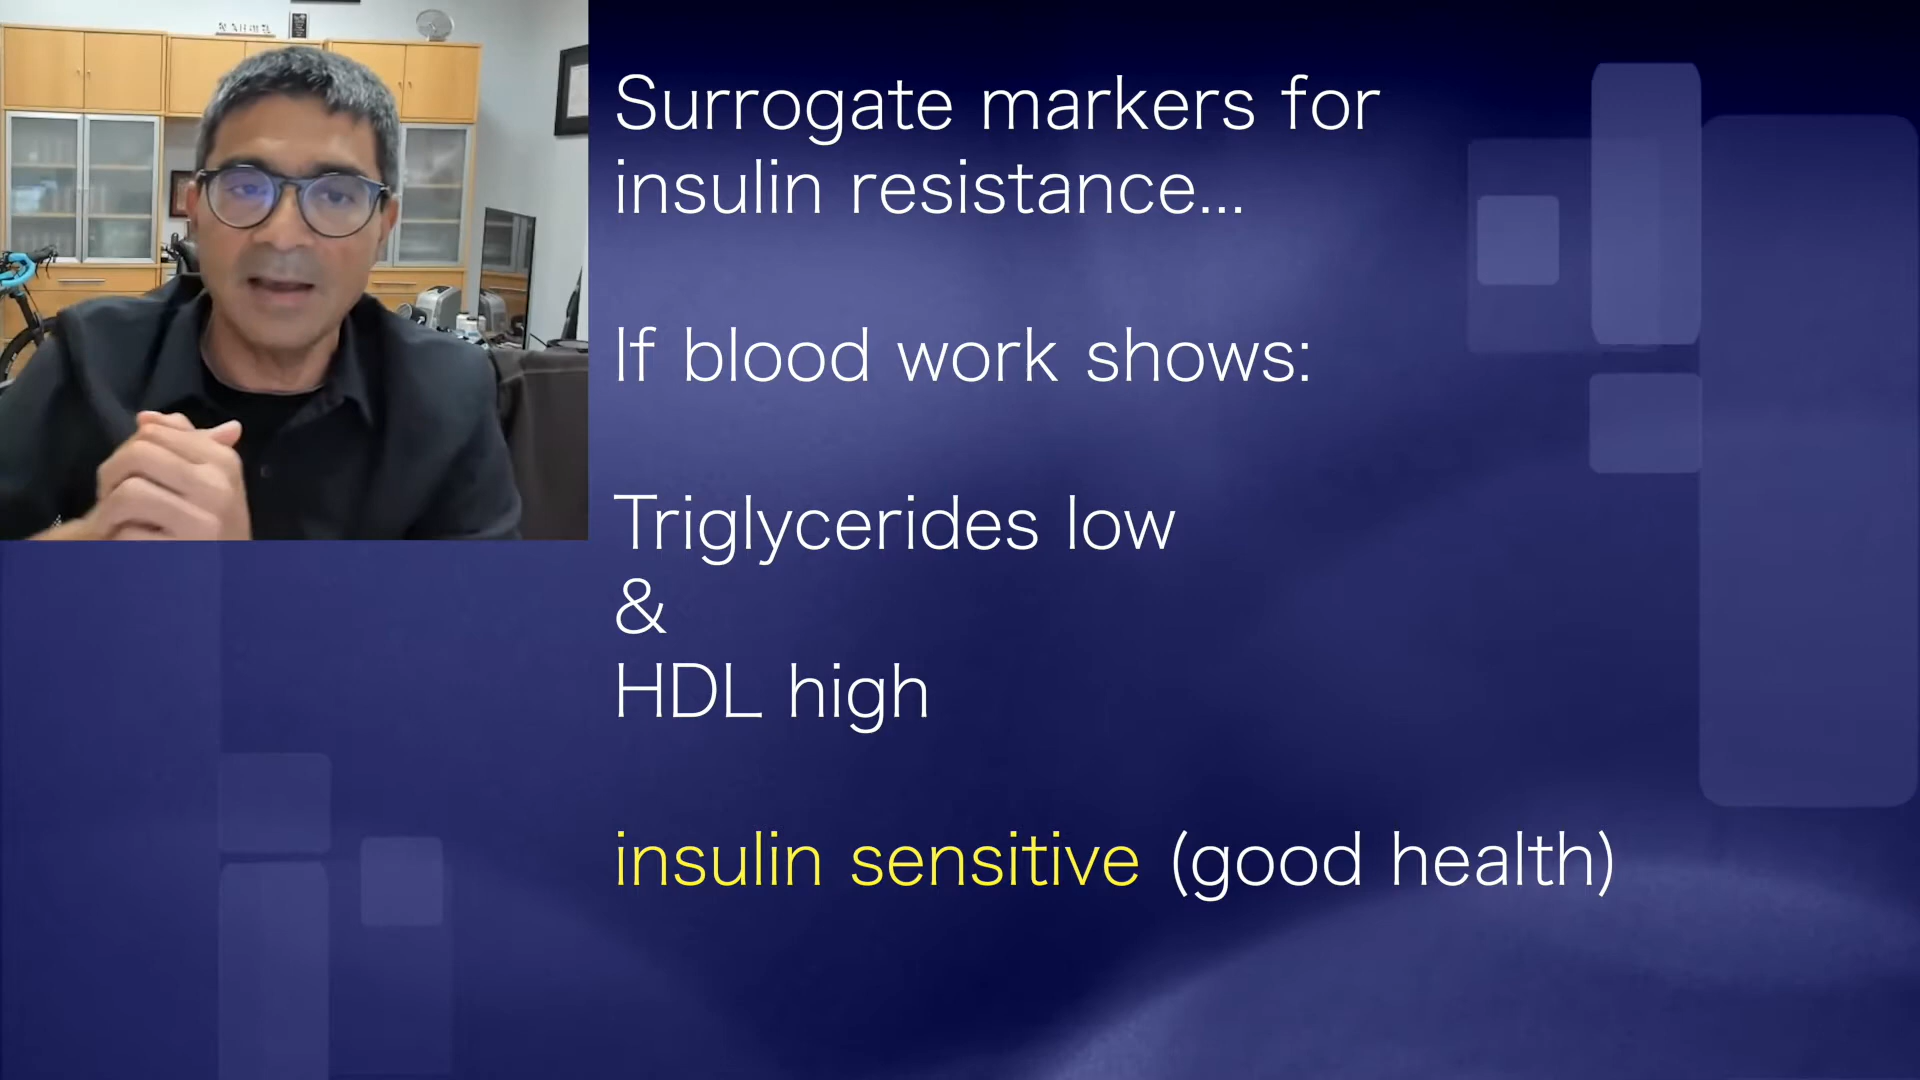 Surrogate markers for
insulin resistance...
If blood work shows:
Triglycerides low
&
HDL high
insulin sensitive (good health)